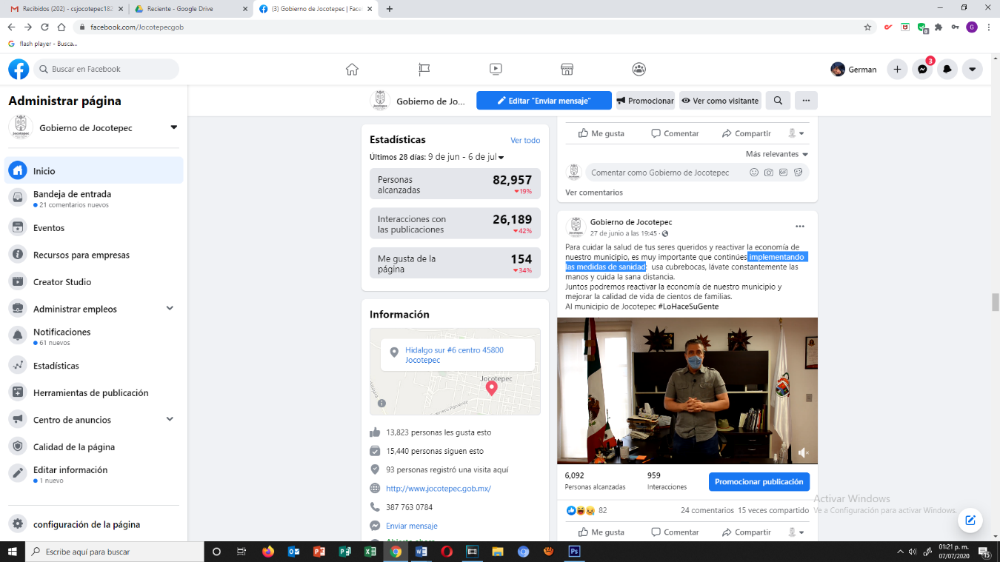 Recibidos (202) - csjocotepec182
Reciente - Google Drive
(3) Gobierno de Jocotepec | Face
facebook.com/Jocotepecgob
G
flash player - Busca...
Buscar en Facebook
German
3
Administrar página
Gobierno de Jocotepec
Inicio
Bandeja de entrada
21 comentarios nuevos
Eventos
Recursos para empresas
Creator Studio
Administrar empleos
Notificaciones
61 nuevos
Estadísticas
Herramientas de publicación
Centro de anuncios
Calidad de la página
Editar información
1 nuevo
configuración de la página
Gobierno de Jo...
Editar "Enviar mensaje"
Promocionar
Ver como visitante
Estadísticas
Ver todo
Últimos 28 días: 9 de jun - 6 de jul
Personas alcanzadas
82,957
19%
Interacciones con
las publicaciones
26,189
42%
Me gusta de la
página
154
34%
Información
Hidalgo sur #6 centro 45800
Jocotepec
Jocotepec
13,823 personas les gusta esto
15,440 personas siguen esto
93 personas registró una visita aquí
http://www.jocotepec.gob.mx/
387 763 0784
Enviar mensaje
Me gusta
Comentar
Compartir
Más relevantes
Comentar como Gobierno de Jocotepec
Ver comentarios
Gobierno de Jocotepec
27 de junio a las 19:45
Para cuidar la salud de tus seres queridos y reactivar la economía de
nuestro municipio, es muy importante que continúes implementando
las medidas de sanidad: usa cubrebocas, lávate constantemente las
manos y cuida la sana distancia.
Juntos podremos reactivar la economía de nuestro municipio y
mejorar la calidad de vida de cientos de familias.
Al municipio de Jocotepec #LoHaceSuGente
6,092
Personas alcanzadas
959
Interacciones
Promocionar publicación
82
24 comentarios 15 veces compartido
Me gusta
Comentar
Compartir
Activar Windows
Ve a Configuración para activar Windows.
Escribe aquí para buscar
01:21 p. m.
07/07/2020
15